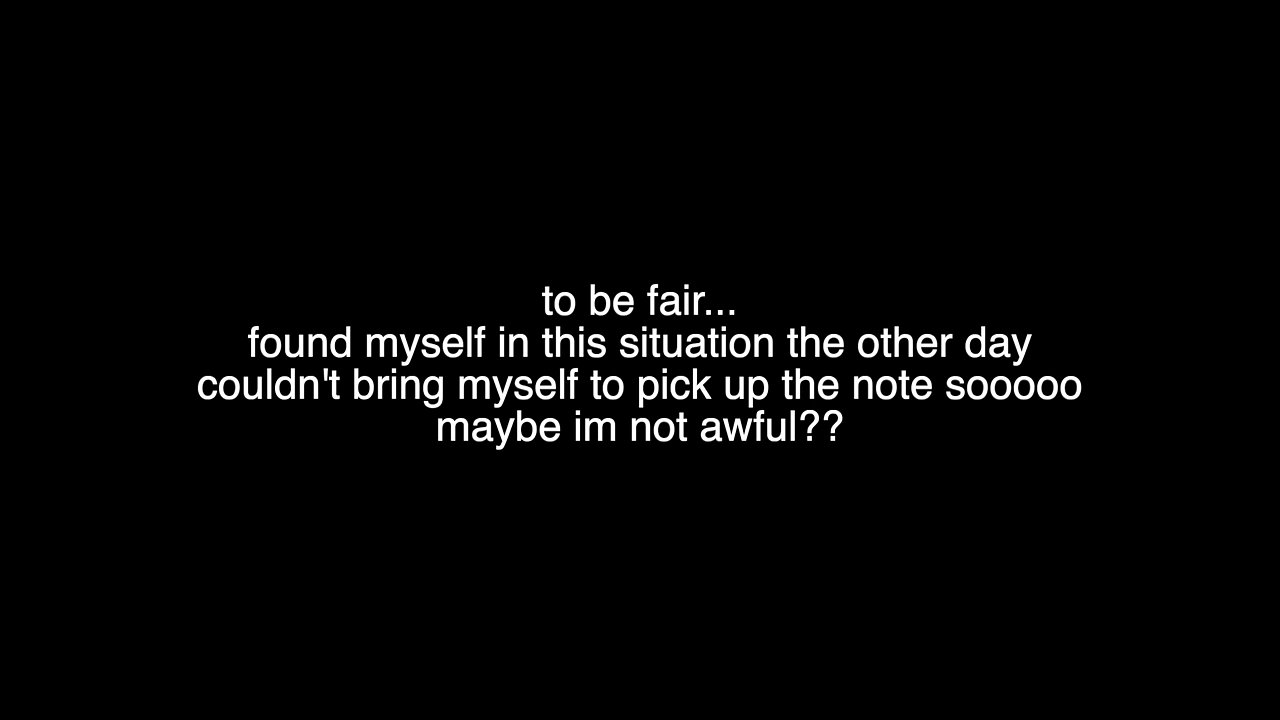 to be fair...
found myself in this situation the other day
couldn't bring myself to pick up the note sooooo
maybe im not awful??